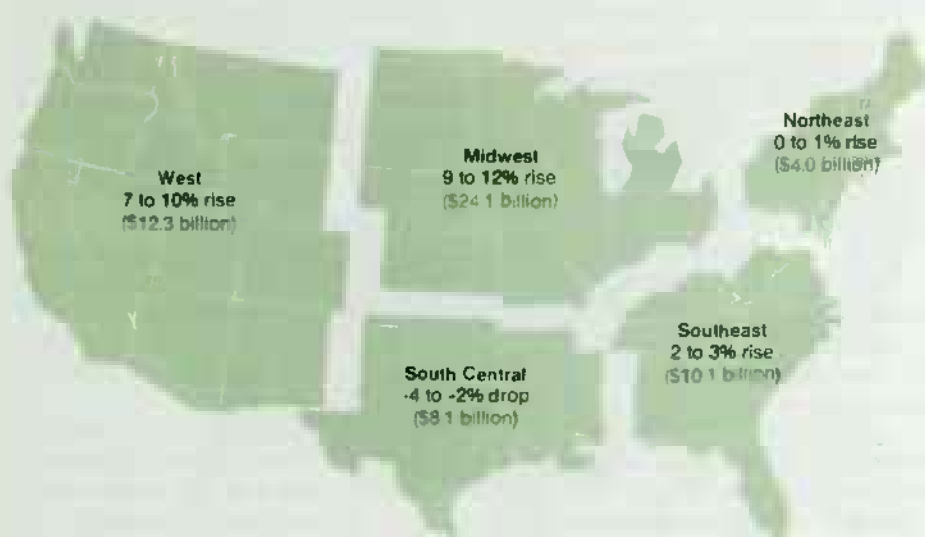 West
7 to 10% rise
($12.3 billion)
Midwest
9 to 12% rise
($24.1 billion)
Northeast
0 to 1% rise
($4.0 billion)
South Central
-4 to -2% drop
($8.1 billion)
Southeast
2 to 3% rise
($10.1 billion)